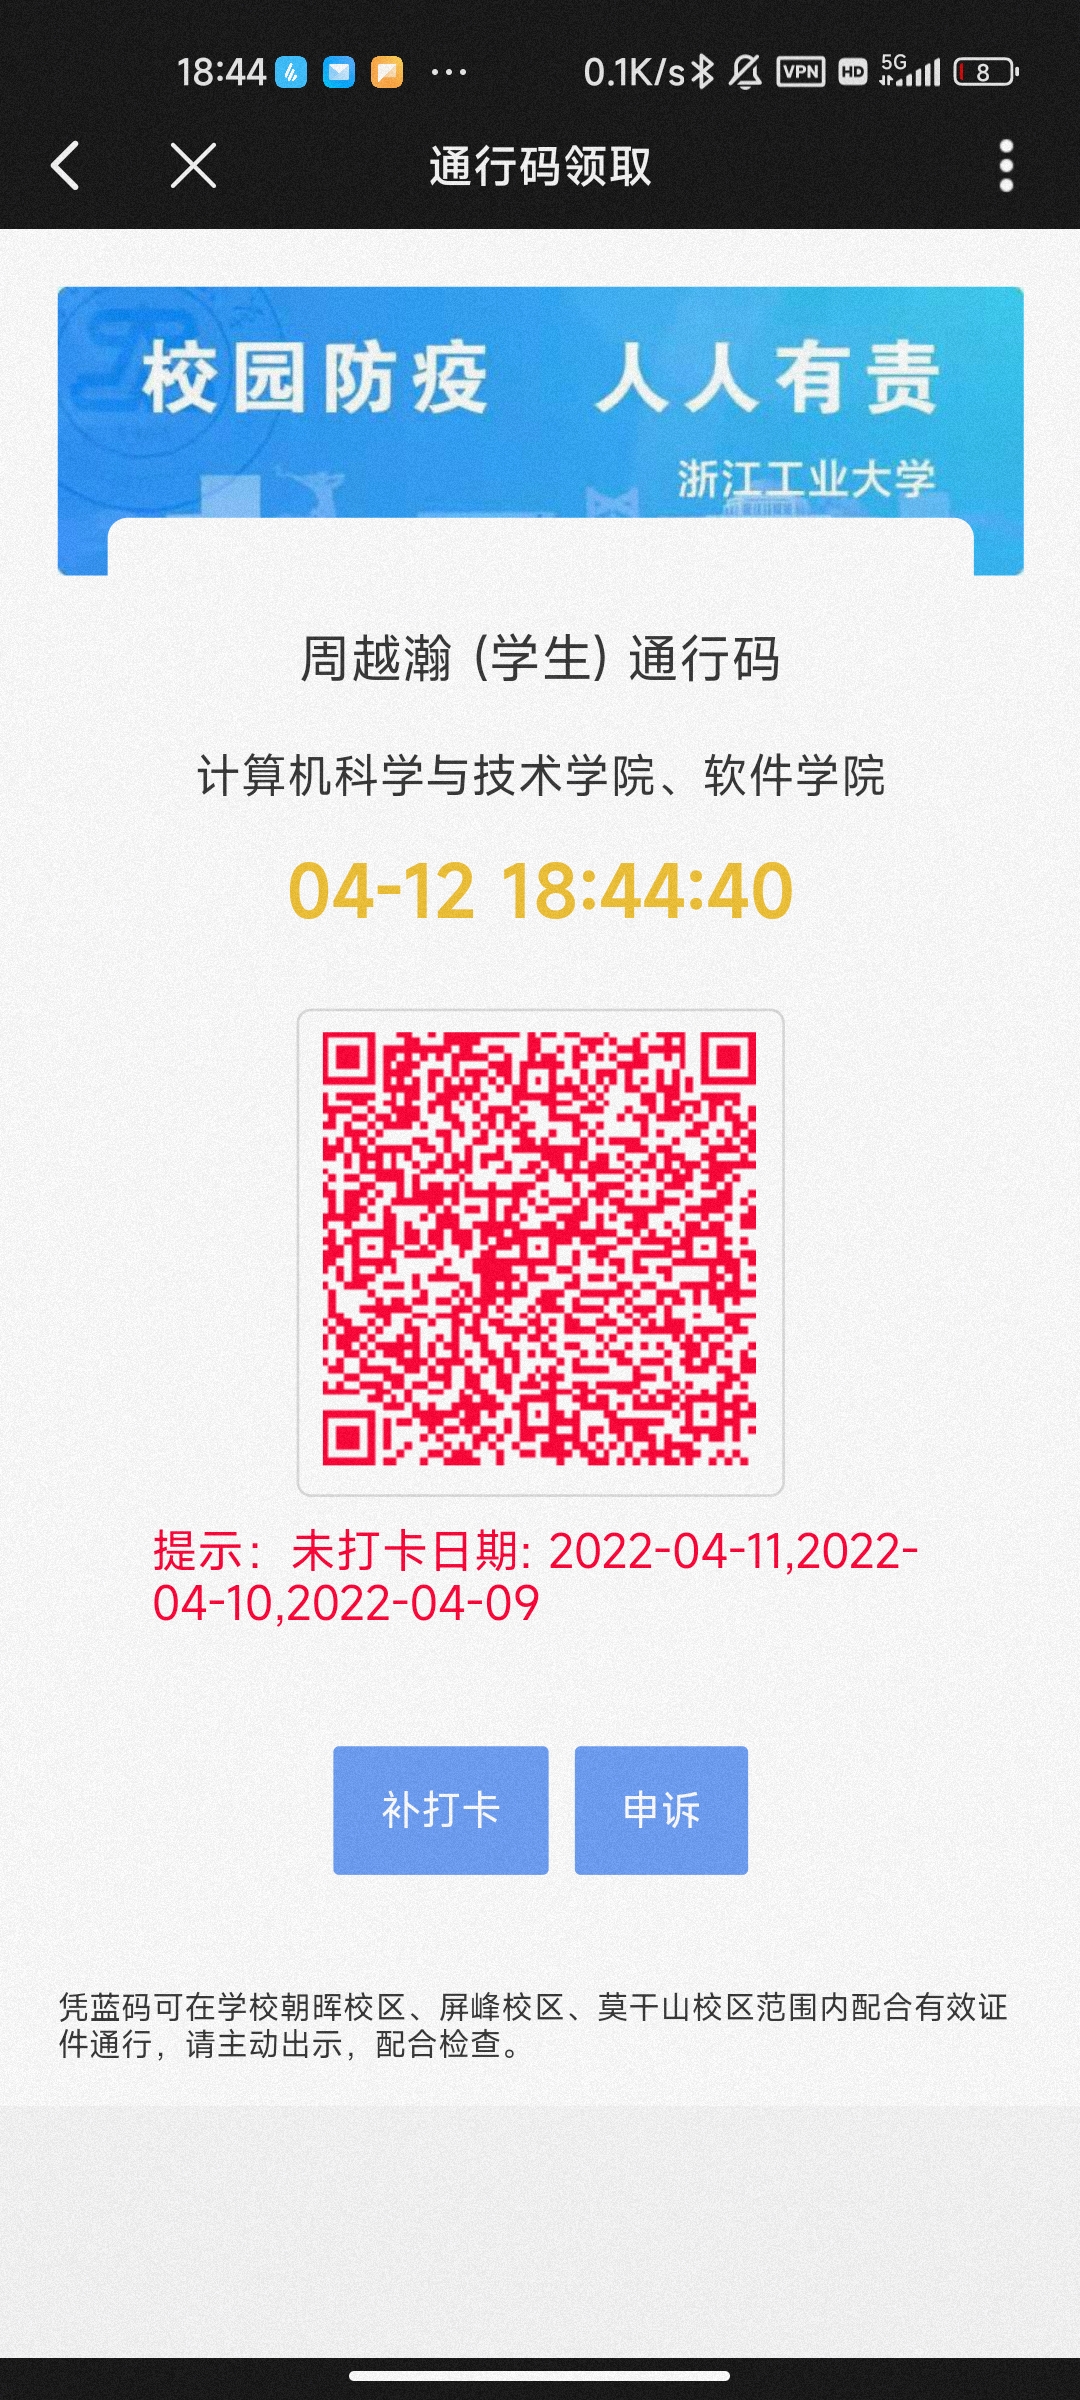 18:44 ... 0.1K/s VPN HD 5G 8
通行码领取
校园防疫 人人有责
浙江工业大学
周越瀚 (学生) 通行码
计算机科学与技术学院、软件学院
04-12 18:44:40
提示：未打卡日期: 2022-04-11,2022-
04-10,2022-04-09
补打卡 申诉
凭蓝码可在学校朝晖校区、屏峰校区、莫干山校区范围内配合有效证
件通行，请主动出示，配合检查。